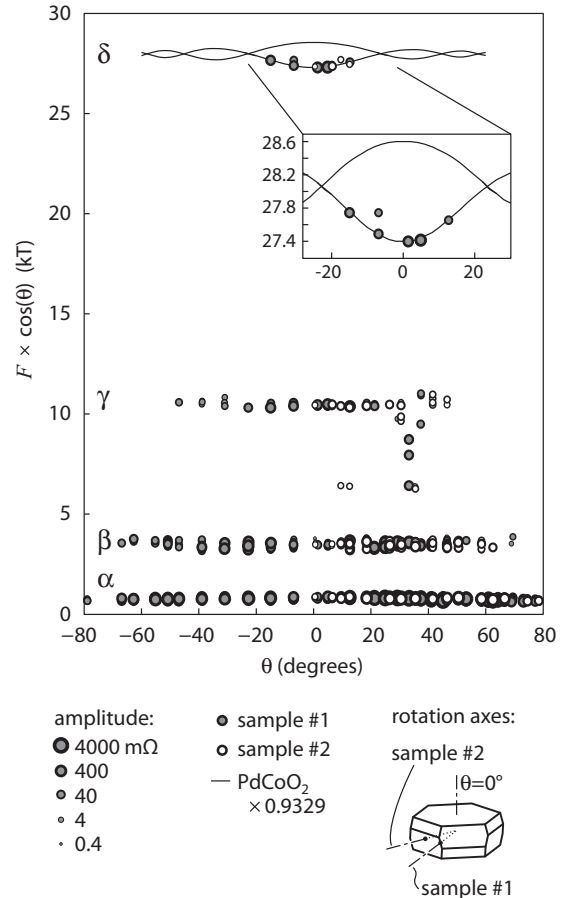 δ
30
25
20
15
10
5
0
F × cos(θ) (kT)
28.6
28.2
27.8
27.4
-20
0
20
γ
β
α
−80
−60
−40
−20
0
20
40
60
80
θ (degrees)
amplitude:
4000 mΩ
400
40
4
0.4
sample #1
sample #2
PdCoO₂
× 0.9329
rotation axes:
sample #2
θ=0°
sample #1